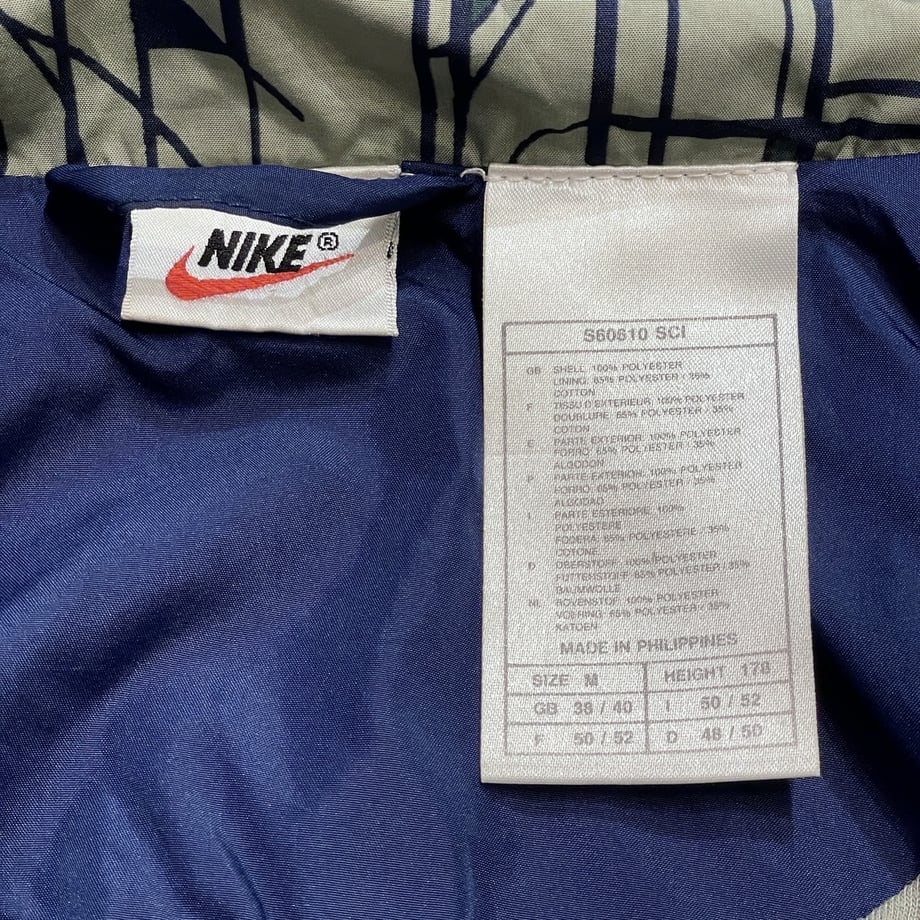 NIKE®
S60610 SCI
GB SHELL: 100% POLYESTER
LINING: 65% POLYESTER / 35%
COTTON
F TISSU D'EXTERIEUR: 100% POLYESTER
DOUBLURE: 65% POLYESTER / 35%
COTON
E PARTE EXTERIOR: 100% POLYESTER
FORRO: 65% POLYESTER / 35%
ALGODON
P PARTE EXTERIOR: 100% POLYESTER
FORRO: 65% POLYESTER / 35%
ALGODAO
I PARTE ESTERIORE: 100%
POLYESTERE
FODERA: 65% POLYESTERE / 35%
COTONE
D OBERSTOFF: 100% POLYESTER
FUTTERSTOFF: 65% POLYESTER / 35%
BAUMWOLLE
NL BOVENSTOF: 100% POLYESTER
VOERING: 65% POLYESTER / 35%
KATOEN
MADE IN PHILIPPINES
SIZE M HEIGHT 178
GB 38 / 40 I 50 / 52
F 50 / 52 D 48 / 50